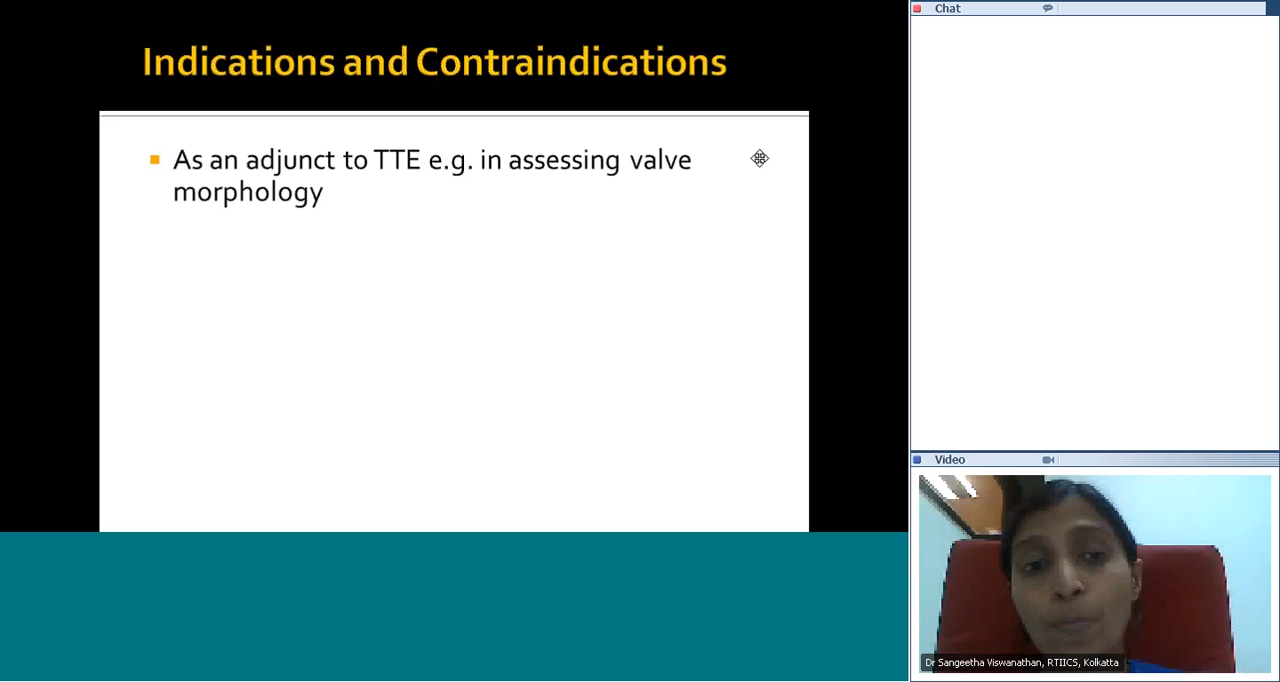 Indications and Contraindications
As an adjunct to TTE e.g. in assessing valve
morphology
Chat
Video
Dr Sangeetha Viswanathan, RTIICS, Kolkatta